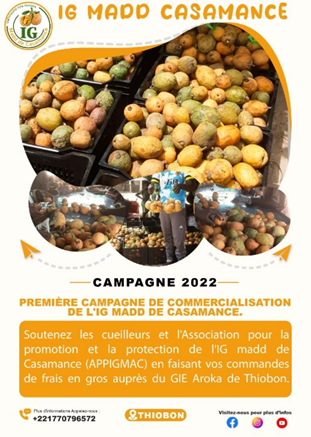 IG MADD CASAMANCE
IG
CAMPAGNE 2022
PREMIÈRE CAMPAGNE DE COMMERCIALISATION
DE L'IG MADD DE CASAMANCE.
Soutenez les cueilleurs et l'Association pour la
promotion et la protection de l'IG madd de
Casamance (APPIGMAC) en faisant vos commandes
de frais en gros auprès du GIE Aroka de Thiobon.
Plus d'informations Appelez-nous :
+221770796572
THIOBON
Visitez-nous pour plus d'infos